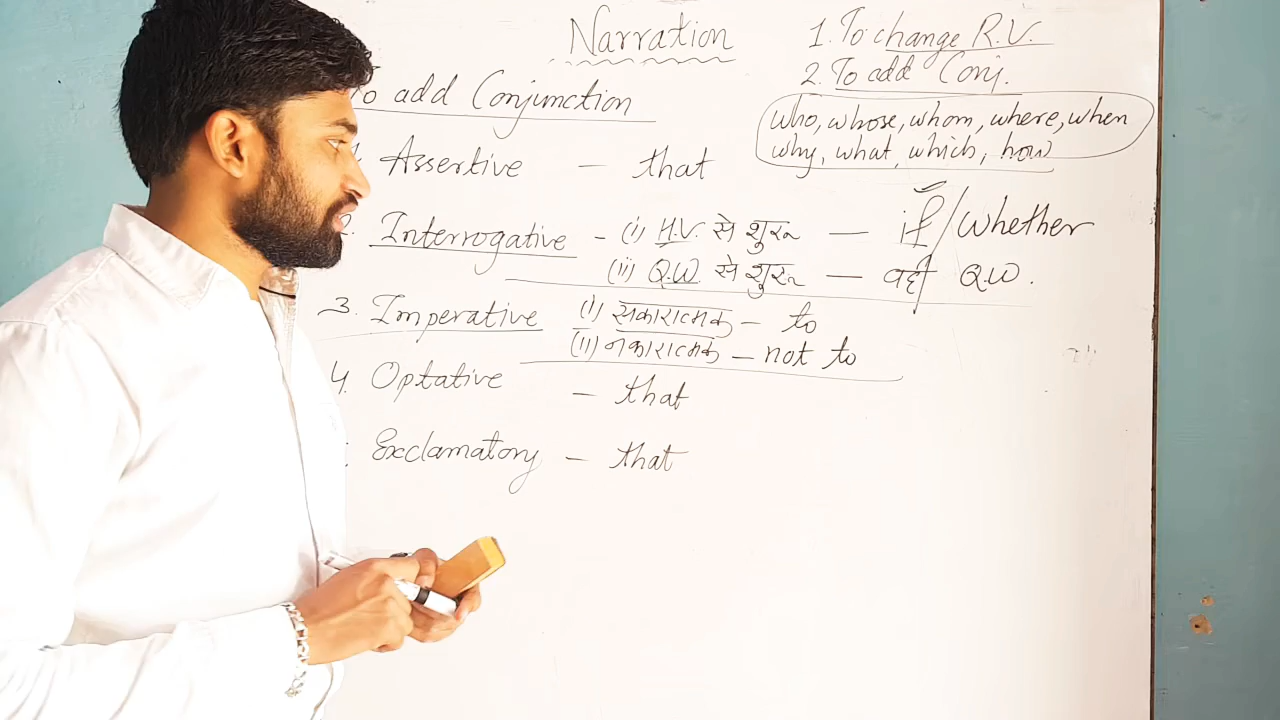 Narration
1. To change R.V.
2. To add Conj.
who, whose, whom, where, when
why, what, which, how
To add Conjunction
1. Assertive - that
2. Interrogative - (i) H.V. से शुरू - if/whether
(ii) Q.W. से शुरू - वही Q.W.
3. Imperative (i) सकारात्मक - to
(ii) नकारात्मक - not to
4. Optative - that
Exclamatory - that